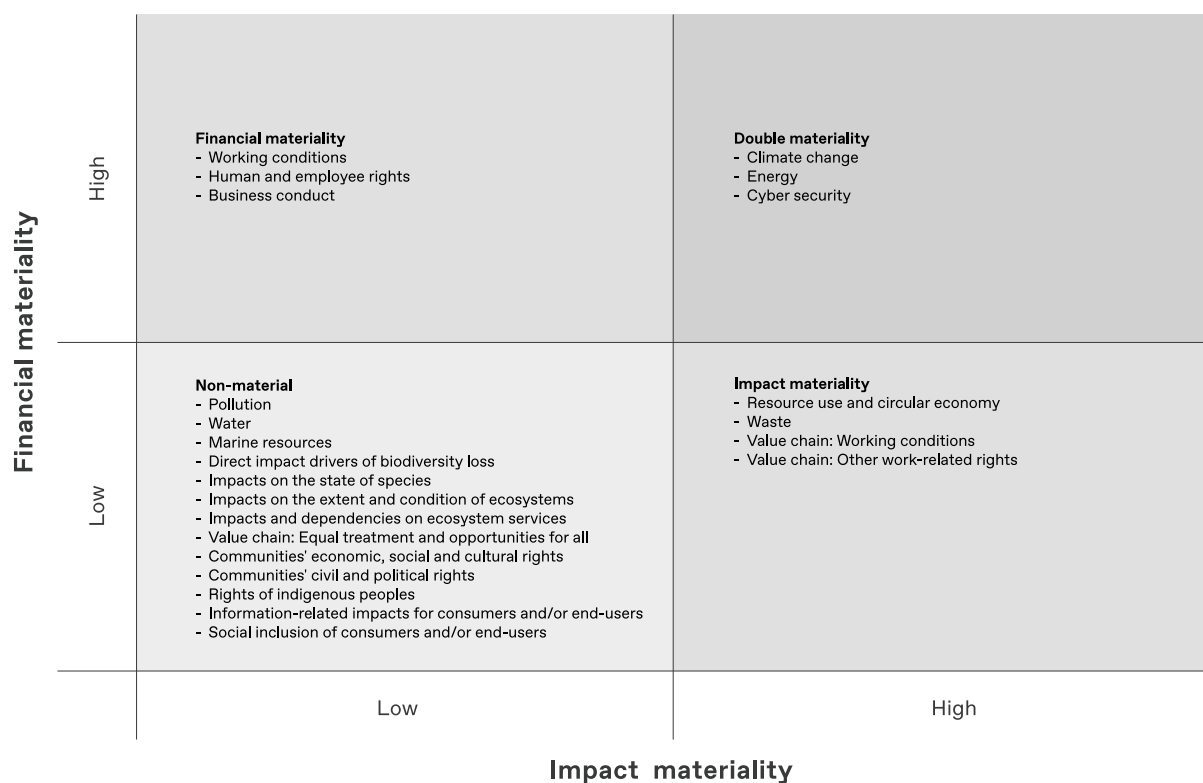 Financial materiality
High
Low
Financial materiality
- Working conditions
- Human and employee rights
- Business conduct
Double materiality
- Climate change
- Energy
- Cyber security
Non-material
- Pollution
- Water
- Marine resources
- Direct impact drivers of biodiversity loss
- Impacts on the state of species
- Impacts on the extent and condition of ecosystems
- Impacts and dependencies on ecosystem services
- Value chain: Equal treatment and opportunities for all
- Communities' economic, social and cultural rights
- Communities' civil and political rights
- Rights of indigenous peoples
- Information-related impacts for consumers and/or end-users
- Social inclusion of consumers and/or end-users
Impact materiality
- Resource use and circular economy
- Waste
- Value chain: Working conditions
- Value chain: Other work-related rights
Low
High
Impact materiality